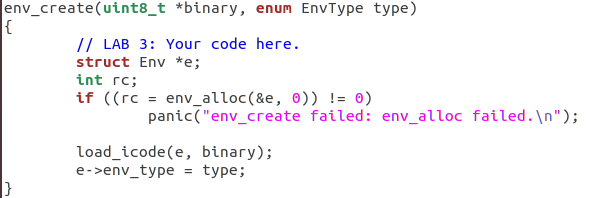 env_create(uint8_t *binary, enum EnvType type)
{
        // LAB 3: Your code here.
        struct Env *e;
        int rc;
        if ((rc = env_alloc(&e, 0)) != 0)
                panic("env_create failed: env_alloc failed.\n");

        load_icode(e, binary);
        e->env_type = type;
}